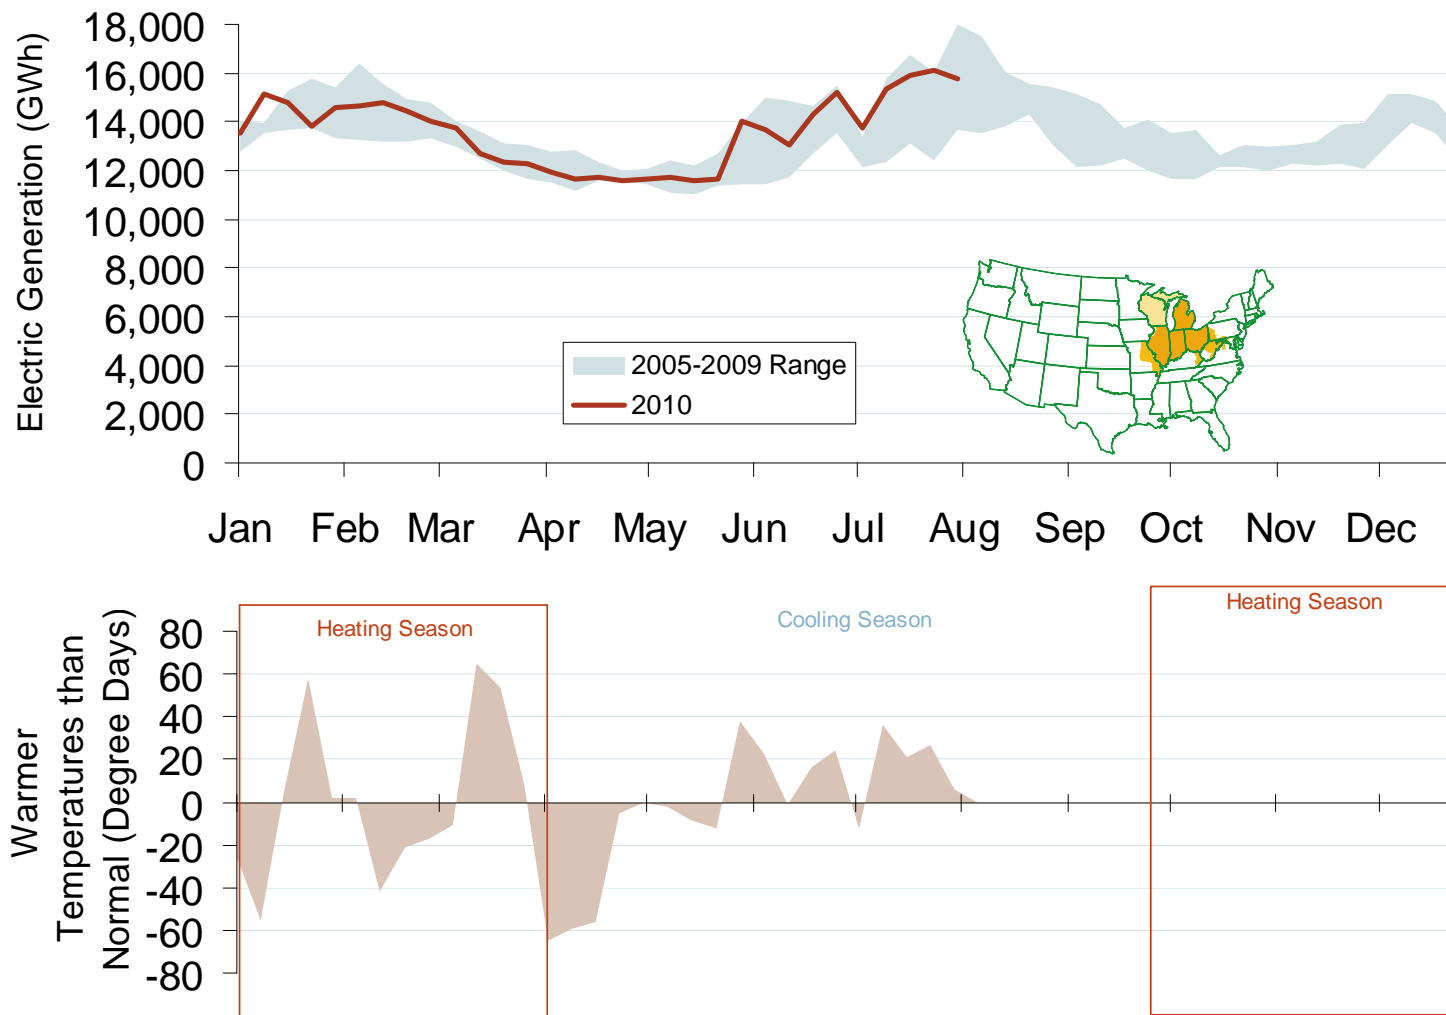 Electric Generation (GWh)
18,000
16,000
14,000
12,000
10,000
8,000
6,000
4,000
2,000
0
2005-2009 Range
2010
Jan Feb Mar Apr May Jun Jul Aug Sep Oct Nov Dec
Warmer
Temperatures than
Normal (Degree Days)
80
60
40
20
0
-20
-40
-60
-80
Heating Season
Cooling Season
Heating Season